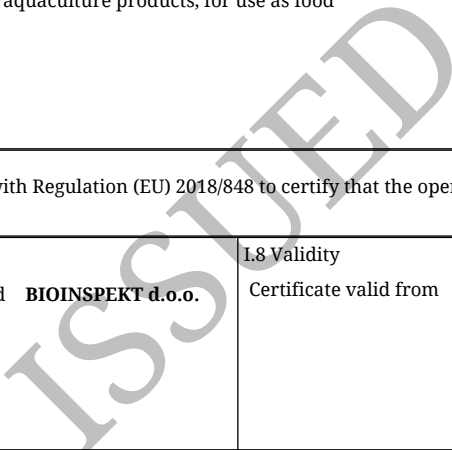 aquaculture products, for use as food
with Regulation (EU) 2018/848 to certify that the oper
BIOINSPEKT d.o.o.
I.8 Validity
Certificate valid from
ISSUED